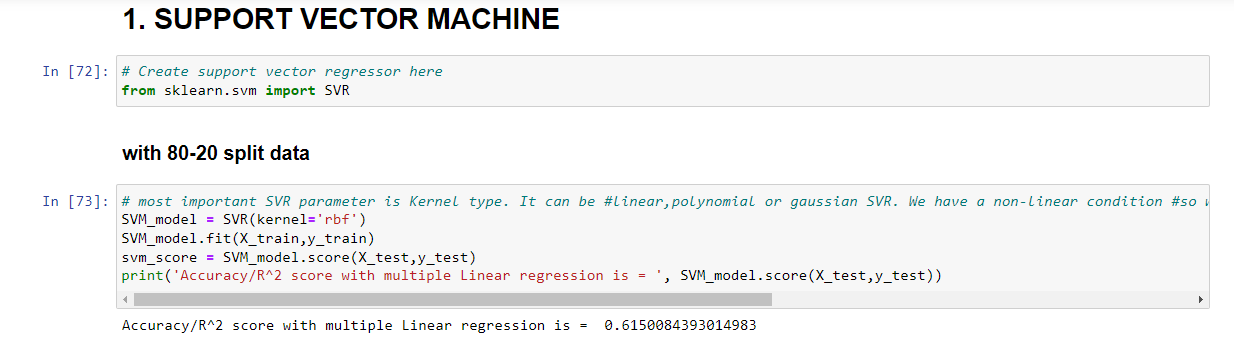 1. SUPPORT VECTOR MACHINE
In [72]: # Create support vector regressor here
from sklearn.svm import SVR
with 80-20 split data
In [73]: # most important SVR parameter is Kernel type. It can be #linear,polynomial or gaussian SVR. We have a non-linear condition #so
SVM_model = SVR(kernel='rbf')
SVM_model.fit(X_train,y_train)
svm_score = SVM_model.score(X_test,y_test)
print('Accuracy/R^2 score with multiple Linear regression is = ', SVM_model.score(X_test,y_test))
Accuracy/R^2 score with multiple Linear regression is =  0.6150084393014983